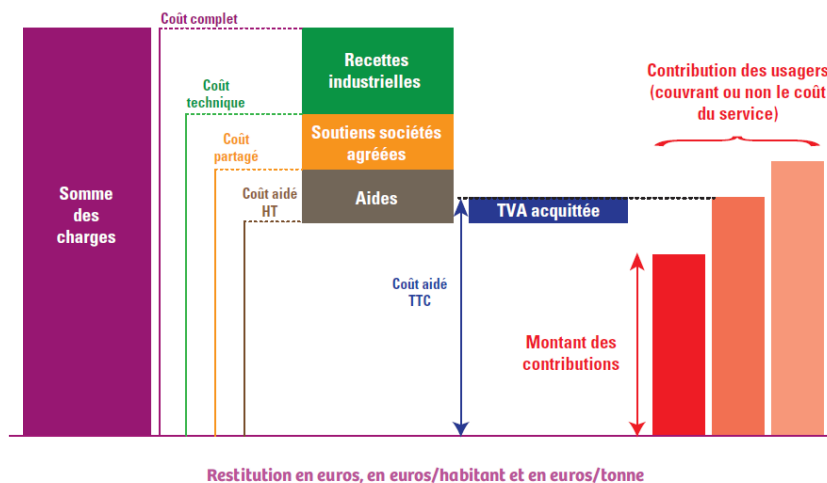 Coût complet
Somme
des
charges
Coût
technique
Coût
partagé
Coût aidé
HT
Recettes
industrielles
Soutiens sociétés
agréées
Aides
TVA acquittée
Coût aidé
TTC
Contribution des usagers
(couvrant ou non le coût
du service)
Montant des
contributions
Restitution en euros, en euros/habitant et en euros/tonne